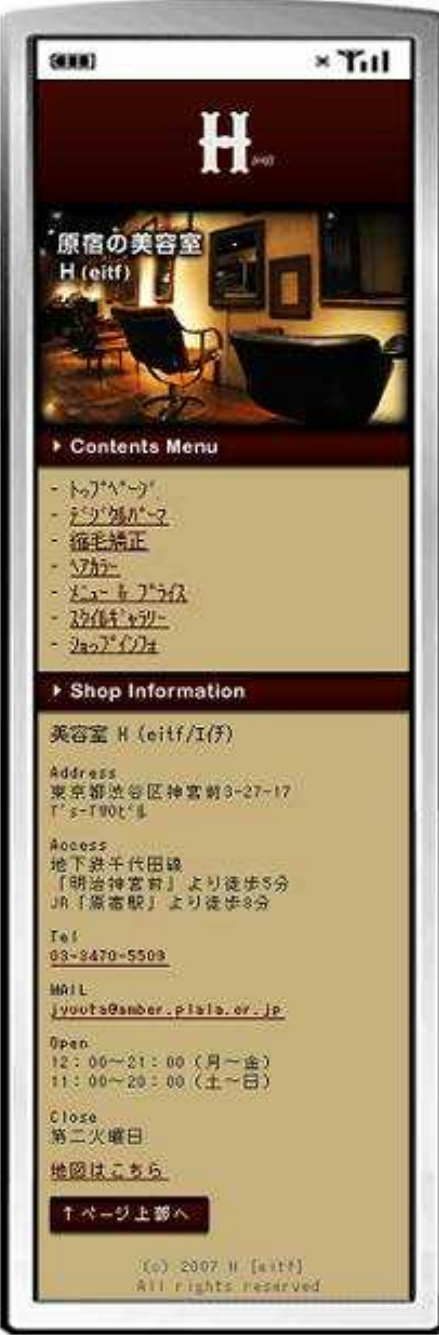 H
原宿の美容室
H (eitf)
Contents Menu
- ﾄｯﾌﾟﾍﾟｰｼﾞ
- ﾃﾞｼﾞﾀﾙﾊﾟｰﾏ
- 縮毛矯正
- ﾍｱｶﾗｰ
- ﾒﾆｭｰ & ﾌﾟﾗｲｽ
- ｽﾀｲﾙｷﾞｬﾗﾘｰ
- ｼｮｯﾌﾟｲﾝﾌｫ
Shop Information
美容室 H (eitf/ｴｲﾁ)
Address
東京都渋谷区神宮前3-27-17
T's-TWOﾋﾞﾙ
Access
地下鉄千代田線
「明治神宮前」より徒歩5分
JR「原宿駅」より徒歩8分
Tel
03-3470-5509
MAIL
jyouta@amber.plala.or.jp
Open
12：00～21：00（月～金）
11：00～20：00（土～日）
Close
第二火曜日
地図はこちら
↑ページ上部へ
(c) 2007 H [eitf]
All rights reserved